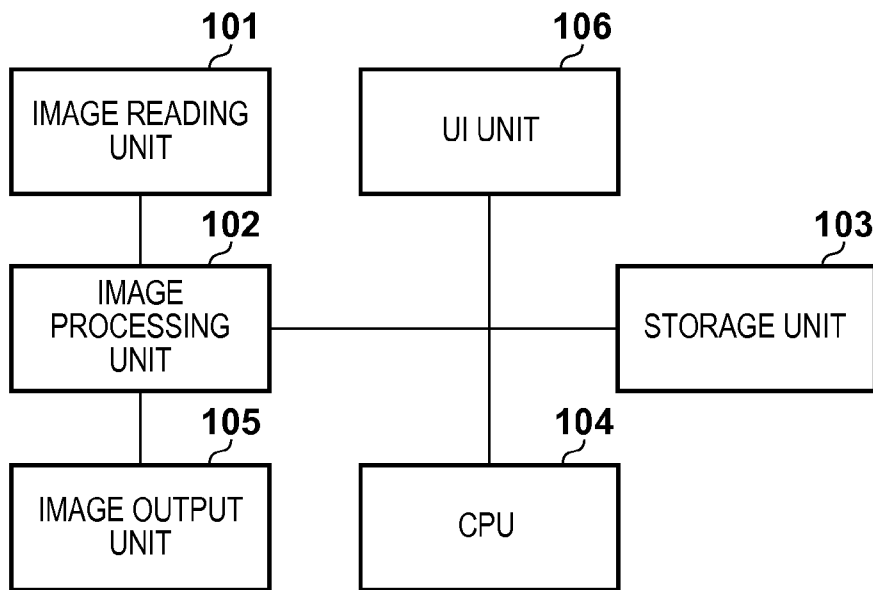 101
IMAGE READING
UNIT
106
UI UNIT
102
IMAGE
PROCESSING
UNIT
103
STORAGE UNIT
105
IMAGE OUTPUT
UNIT
104
CPU